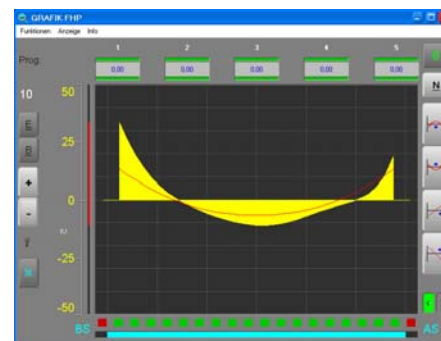 GRAFIK FHP
Funktionen Anzeige Info
1 2 3 4 5
Prog:
0,00 0,00 0,00 0,00 0,00
10
50
N
E
25
B
+
0
-
-25
-50
BS
AS